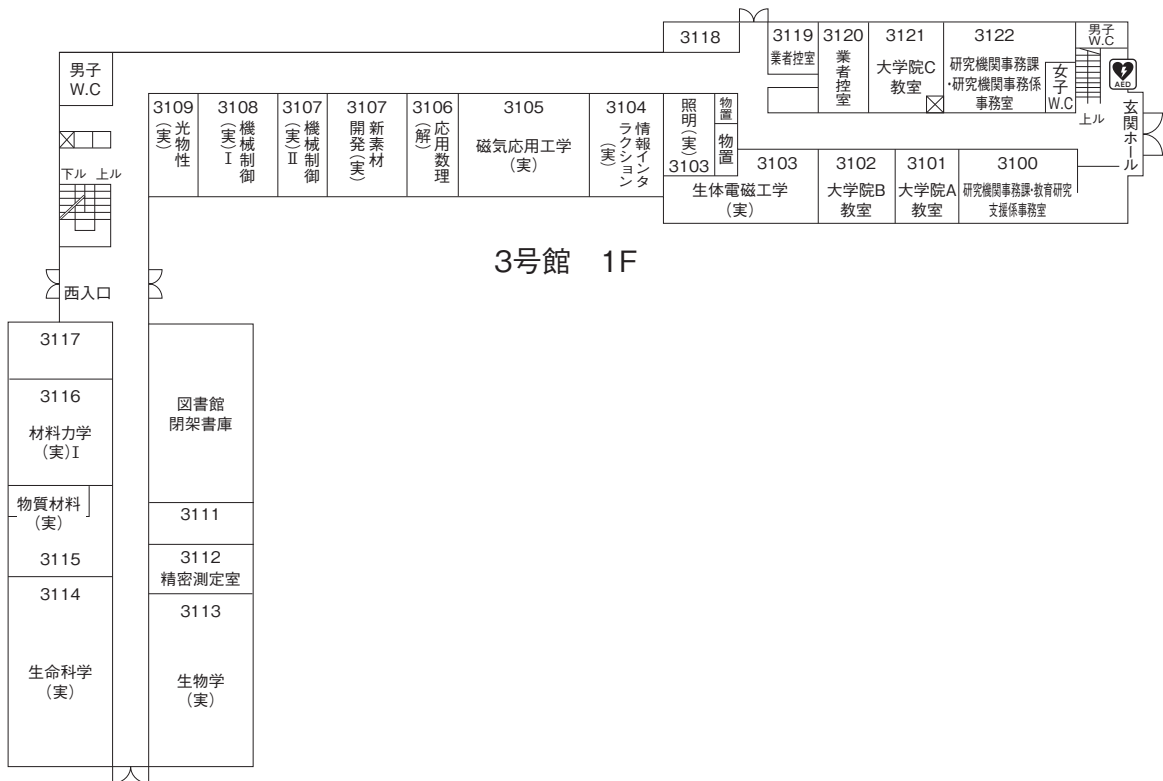 3118
3119
業者控室
3120
業者控室
3121
大学院C
教室
3122
研究機関事務課
・研究機関事務係
事務室
女子
W.C
男子
W.C
上ル
AED
玄関ホール
男子
W.C
下ル 上ル
3109
光物性
(実)
3108
機械制御
(実)Ⅰ
3107
機械制御
(実)Ⅱ
3107
新素材
開発(実)
3106
応用数理
(解)
3105
磁気応用工学
(実)
3104
情報インタ
ラクション
(実)
照明(実)
3103
物置
物置
3103
生体電磁工学
(実)
3102
大学院B
教室
3101
大学院A
教室
3100
研究機関事務課・教育研究
支援係事務室
3号館 1F
西入口
3117
3116
材料力学
(実)Ⅰ
物質材料
(実)
3115
3114
生命科学
(実)
図書館
閉架書庫
3111
3112
精密測定室
3113
生物学
(実)